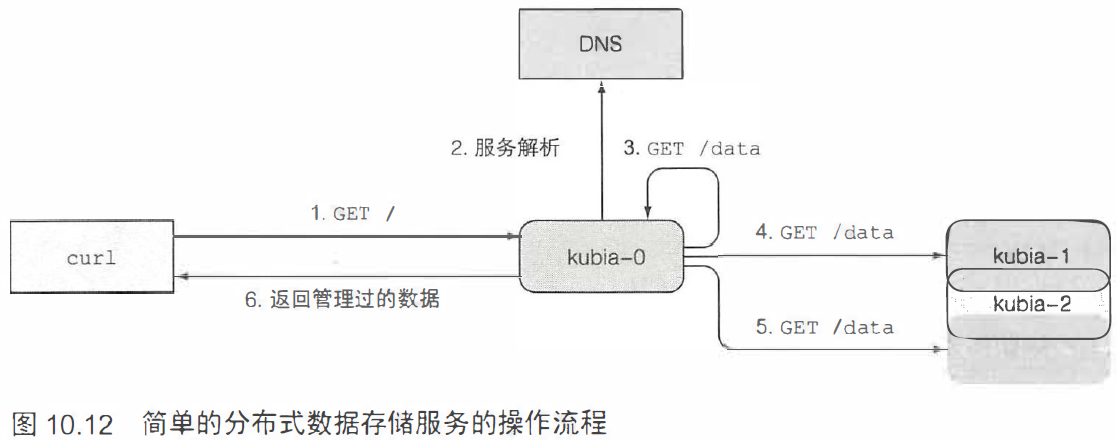 DNS
2. 服务解析
3. GET /data
1. GET /
4. GET /data
curl
kubia-0
kubia-1
6. 返回管理过的数据
kubia-2
5. GET /data
图 10.12 简单的分布式数据存储服务的操作流程